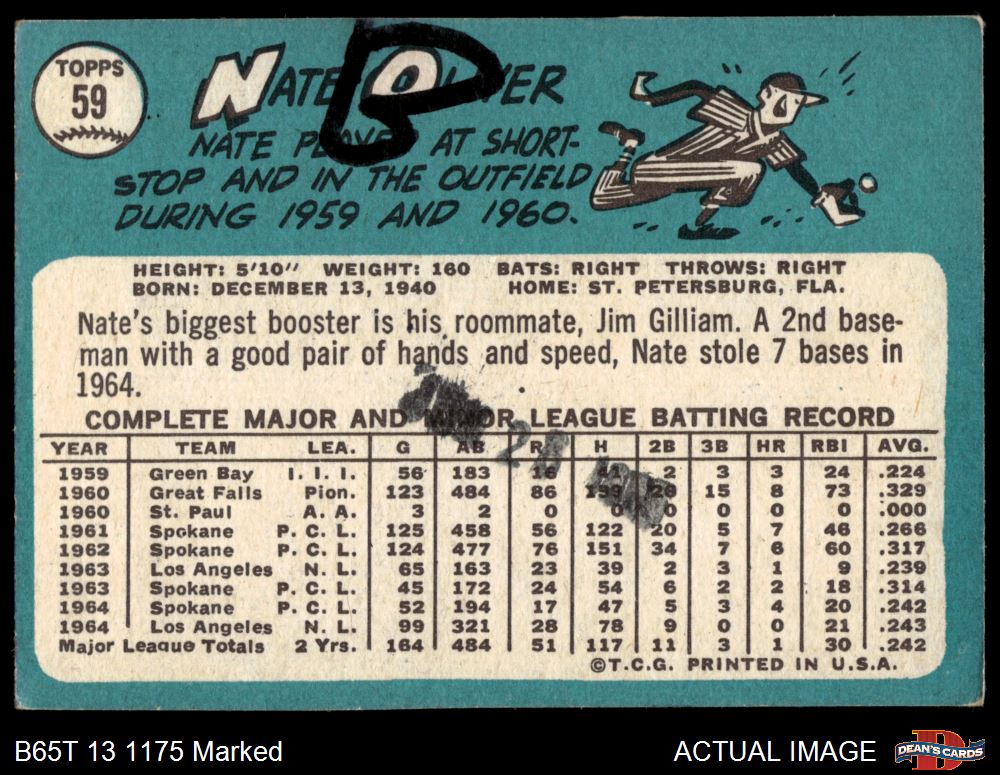 TOPPS
59
NATE OLIVER
NATE PLAYED AT SHORT-
STOP AND IN THE OUTFIELD
DURING 1959 AND 1960.
HEIGHT: 5'10" WEIGHT: 160 BATS: RIGHT THROWS: RIGHT
BORN: DECEMBER 13, 1940 HOME: ST. PETERSBURG, FLA.
Nate's biggest booster is his roommate, Jim Gilliam. A 2nd base-
man with a good pair of hands and speed, Nate stole 7 bases in
1964.
COMPLETE MAJOR AND MINOR LEAGUE BATTING RECORD
YEAR TEAM LEA. G AB R H 2B 3B HR RBI AVG.
1959 Green Bay I. I. I. 56 183 16 41 2 3 3 24 .224
1960 Great Falls Pion. 123 484 86 159 15 8 73 .329
1960 St. Paul A. A. 3 2 0 0 0 0 0 0 .000
1961 Spokane P. C. L. 125 458 56 122 20 5 7 46 .266
1962 Spokane P. C. L. 124 477 76 151 34 7 6 60 .317
1963 Los Angeles N. L. 65 163 23 39 2 3 1 9 .239
1963 Spokane P. C. L. 45 172 24 54 6 2 2 18 .314
1964 Spokane P. C. L. 52 194 17 47 5 3 4 20 .242
1964 Los Angeles N. L. 99 321 28 78 9 0 0 21 .243
Major League Totals 2 Yrs. 164 484 51 117 11 3 1 30 .242
©T.C.G. PRINTED IN U.S.A.
B65T 13 1175 Marked
ACTUAL IMAGE
DEAN'S CARDS